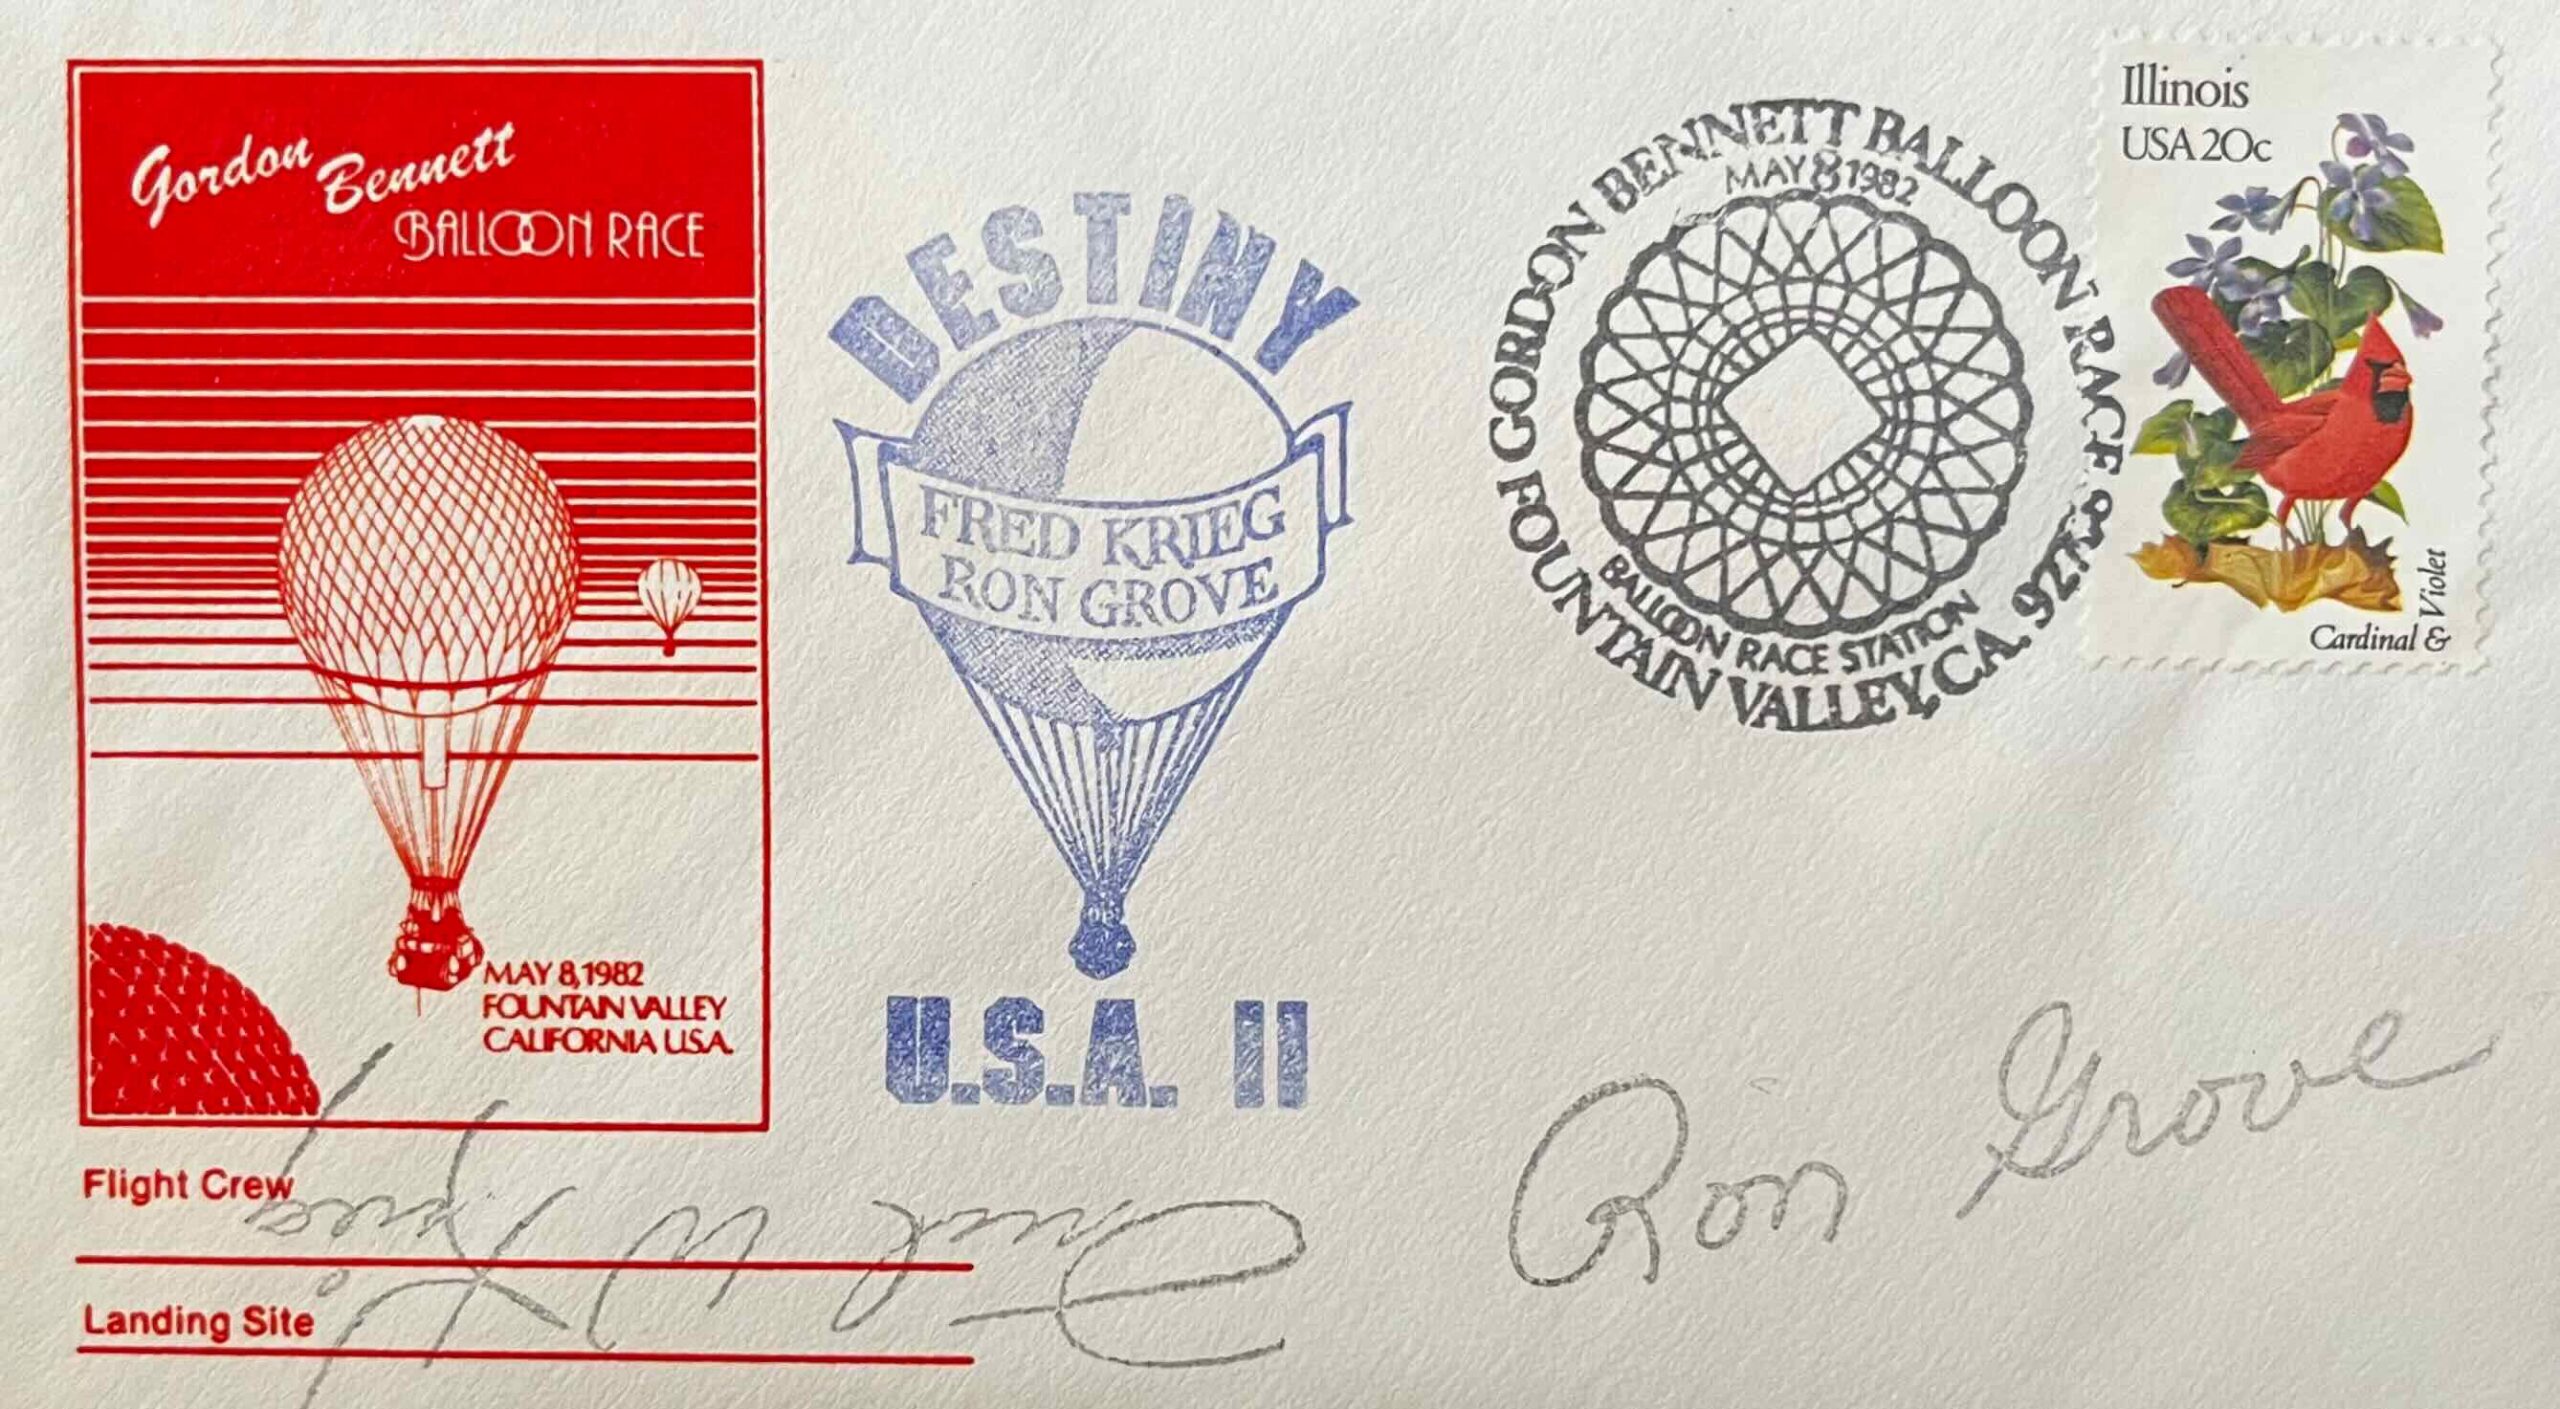 Gordon Bennett
BALLOON RACE
MAY 8, 1982
FOUNTAIN VALLEY
CALIFORNIA U.S.A.
Flight Crew
Landing Site
DESTINY
FRED KRIEG
RON GROVE
U.S.A. II
GORDON BENNETT BALLOON RACE
MAY 8 1982
BALLOON RACE STATION
FOUNTAIN VALLEY, CA. 92708
Illinois
USA 20c
Cardinal & Violet
Ron Grove